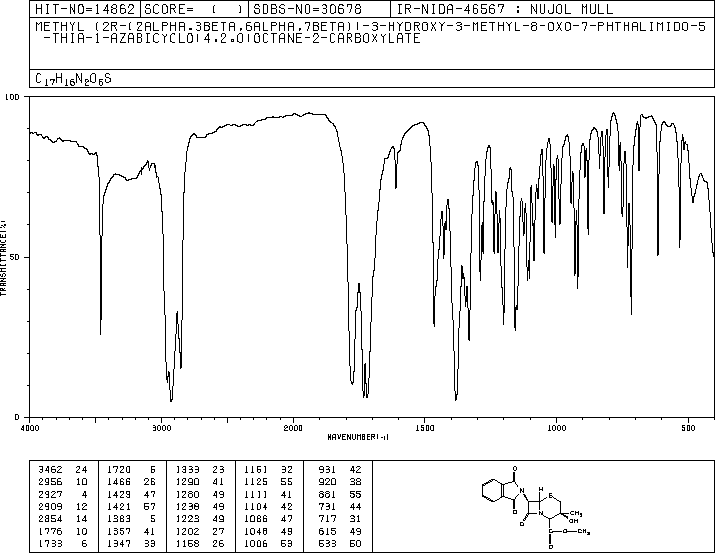 HIT-NO=14862 SCORE= ( ) SDBS-NO=30678 IR-NIDA-46567 : NUJOL MULL
METHYL (2R-(2ALPHA,3BETA,6ALPHA,7BETA))-3-HYDROXY-3-METHYL-8-OXO-7-PHTHALIMIDO-5
-THIA-1-AZABICYCLO(4.2.0)OCTANE-2-CARBOXYLATE
C17H16N2O6S
100
50
0
TRANSMITTANCE(%)
4000 3000 2000 1500 1000 500
WAVENUMBER(-1)
3462 24 1720 6 1333 23 1151 32 931 42
2956 10 1466 26 1290 41 1125 55 920 38
2927 4 1429 47 1280 49 1111 41 881 55
2909 12 1421 57 1238 49 1104 42 731 44
2854 14 1383 5 1223 49 1086 47 717 31
1776 10 1357 41 1202 27 1048 49 615 49
1733 6 1347 33 1158 26 1006 53 533 50
O
N
H
S
CH3
OH
O
O
N
C-O-CH3
O